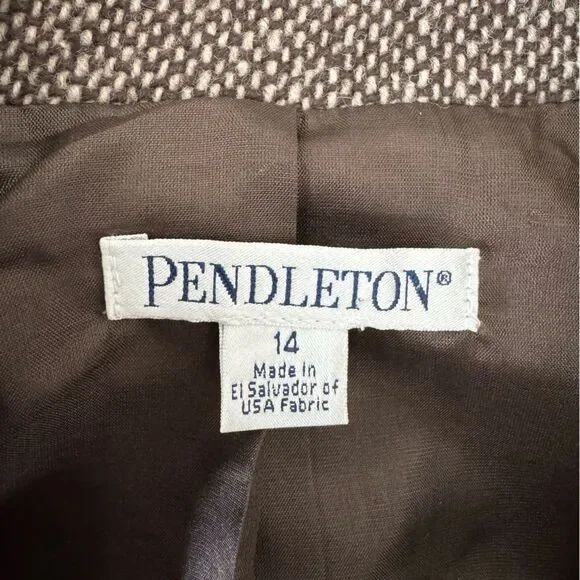 PENDLETON®
14
Made in
El Salvador of
USA Fabric